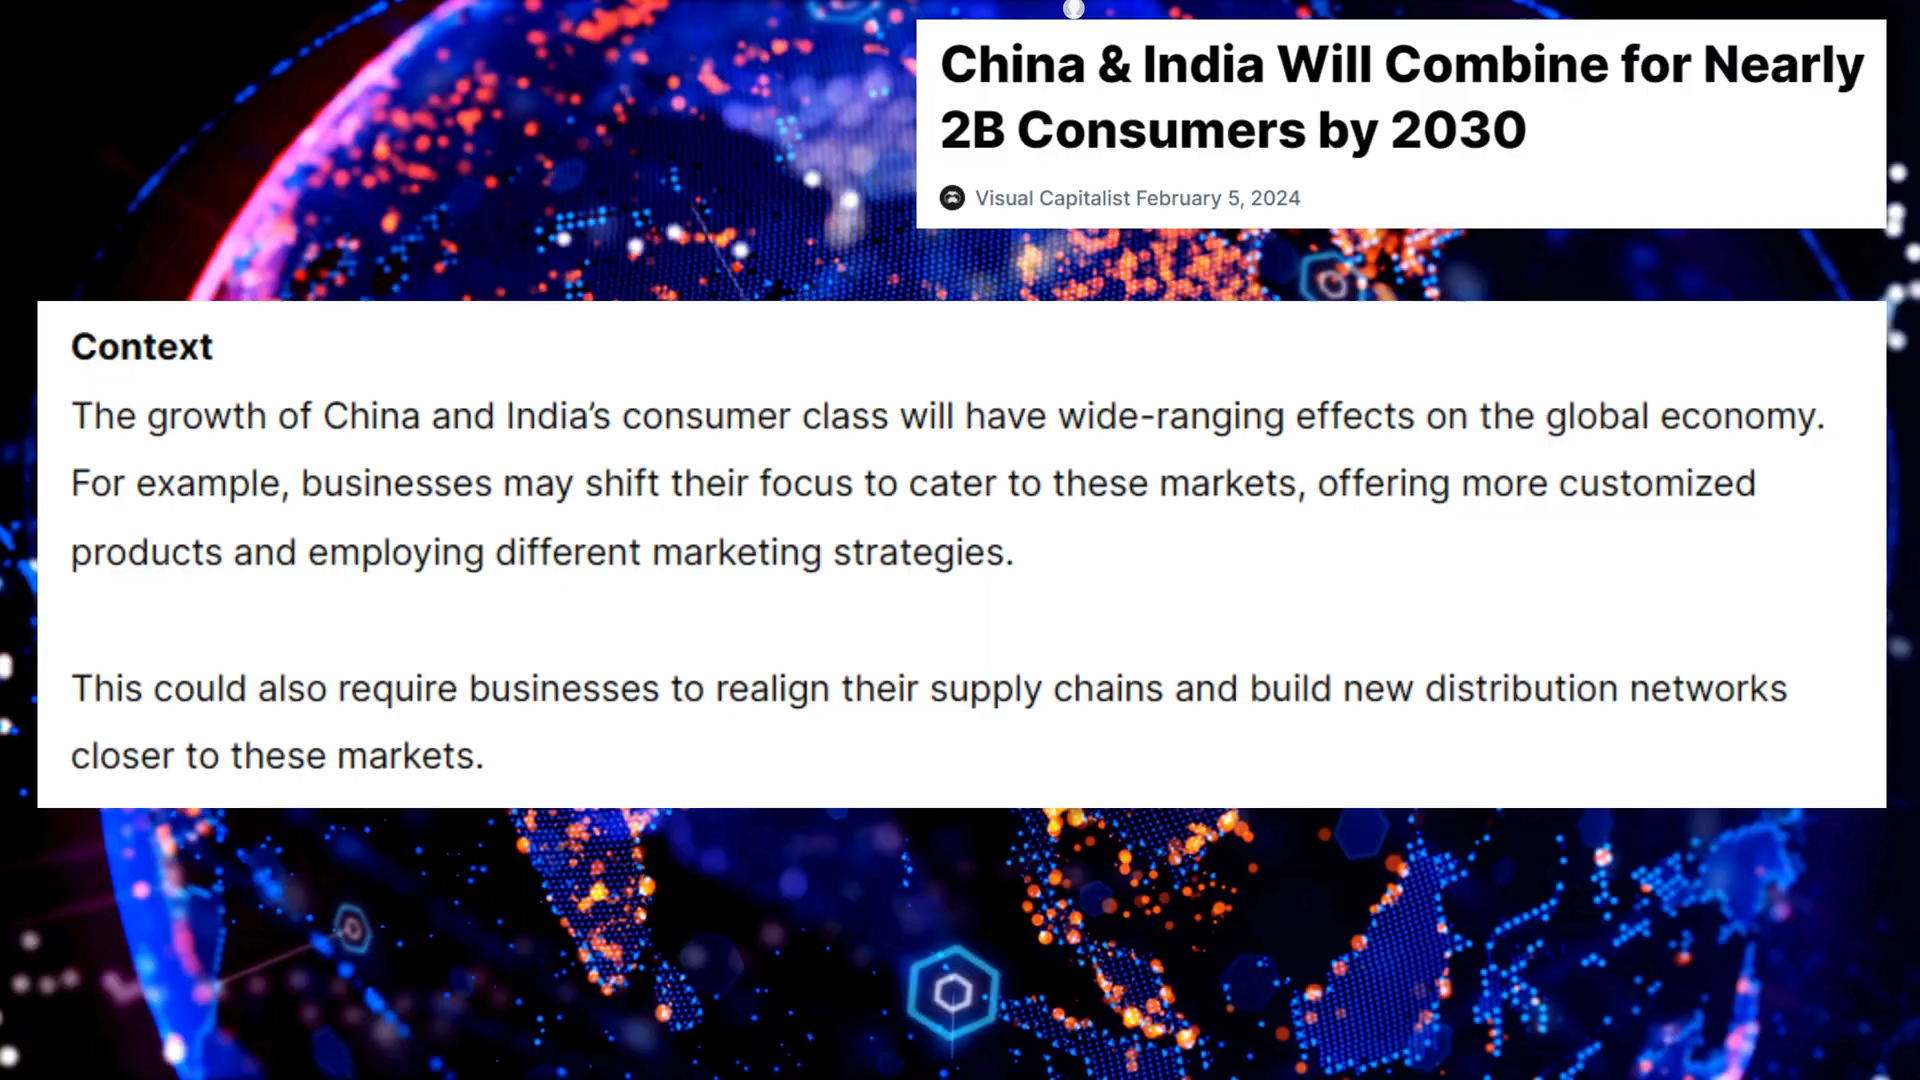 China & India Will Combine for Nearly
2B Consumers by 2030
Visual Capitalist February 5, 2024
Context
The growth of China and India’s consumer class will have wide-ranging effects on the global economy.
For example, businesses may shift their focus to cater to these markets, offering more customized
products and employing different marketing strategies.
This could also require businesses to realign their supply chains and build new distribution networks
closer to these markets.